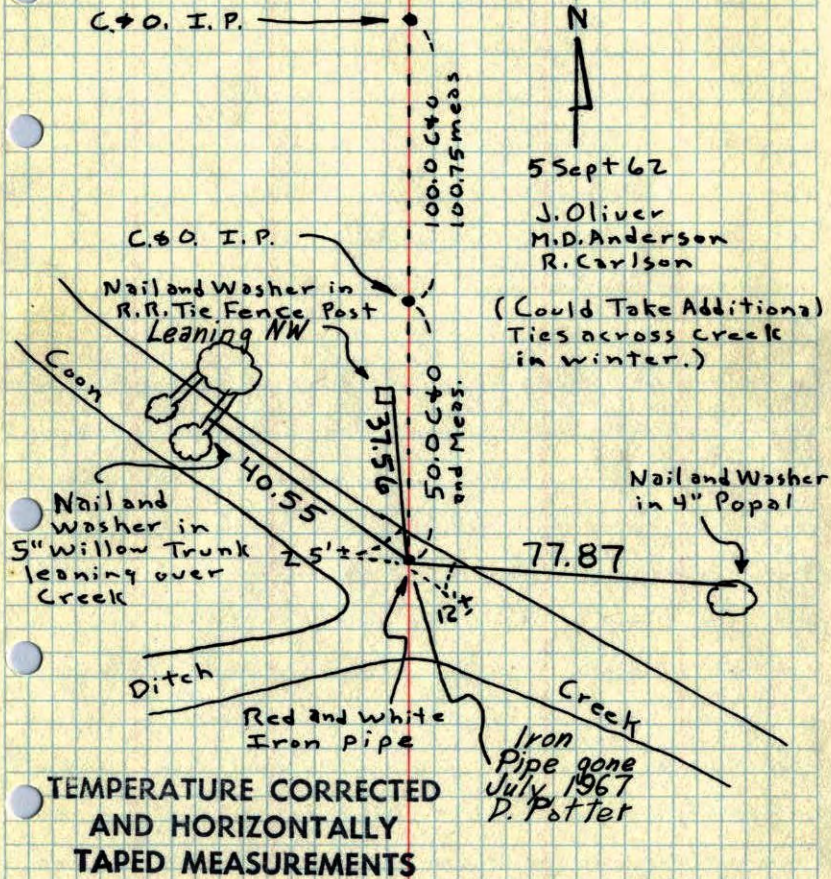 C. & O. I. P.
N
100.0 C&O
100.75 meas
5 Sept 62
J. Oliver
M.D. Anderson
R. Carlson
C. & O. I. P.
(Could Take Additional
Ties across creek
in winter.)
Nail and Washer in
R.R. Tie Fence Post
Leaning NW
Coon
37.56
50.0 C&O
and Meas.
40.55
Nail and
Washer in
5" Willow Trunk
leaning over
Creek
Nail and Washer
in 4" Popal
77.87
5'±
12±
Ditch
Creek
Red and White
Iron Pipe
Iron
Pipe gone
July 1967
D. Potter
TEMPERATURE CORRECTED
AND HORIZONTALLY
TAPED MEASUREMENTS